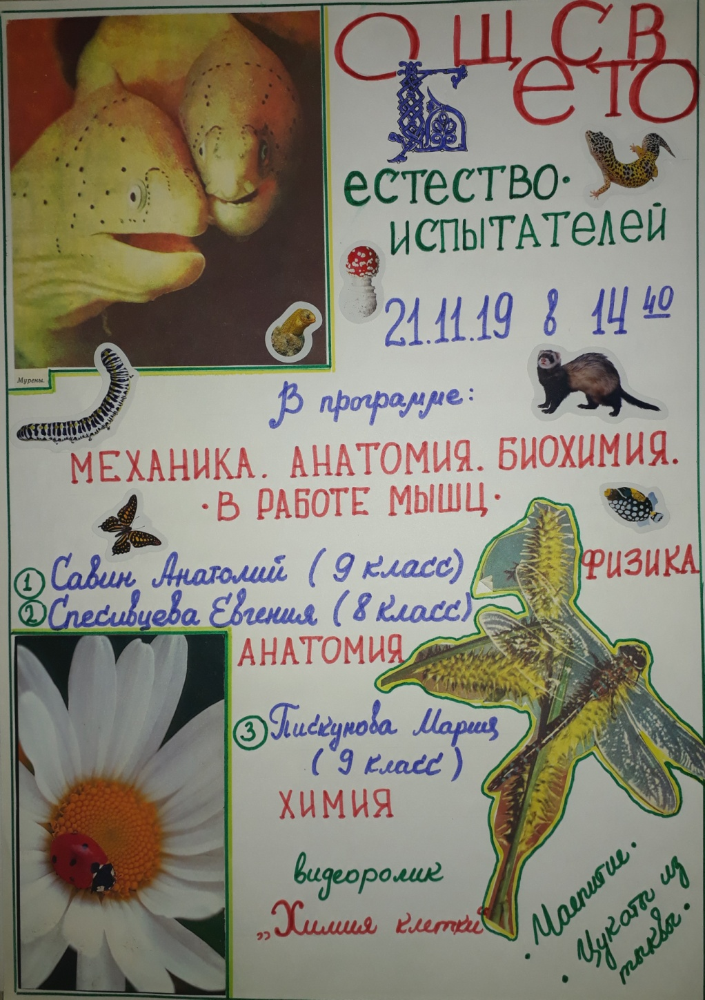 ОБЩЕСТВО
ЕСТЕСТВО·
ИСПЫТАТЕЛЕЙ
21.11.19 в 14 40
Мурены.
В программе:
МЕХАНИКА. АНАТОМИЯ. БИОХИМИЯ.
·В РАБОТЕ МЫШЦ·
ФИЗИКА
1 Савин Анатолий (9 класс)
2 Спесивцева Евгения (8 класс)
АНАТОМИЯ
3 Пискунова Мария
(9 класс)
ХИМИЯ
видеоролик
„Химия клетки“
· Чаепитие ·
· Цукаты из
тыквы ·